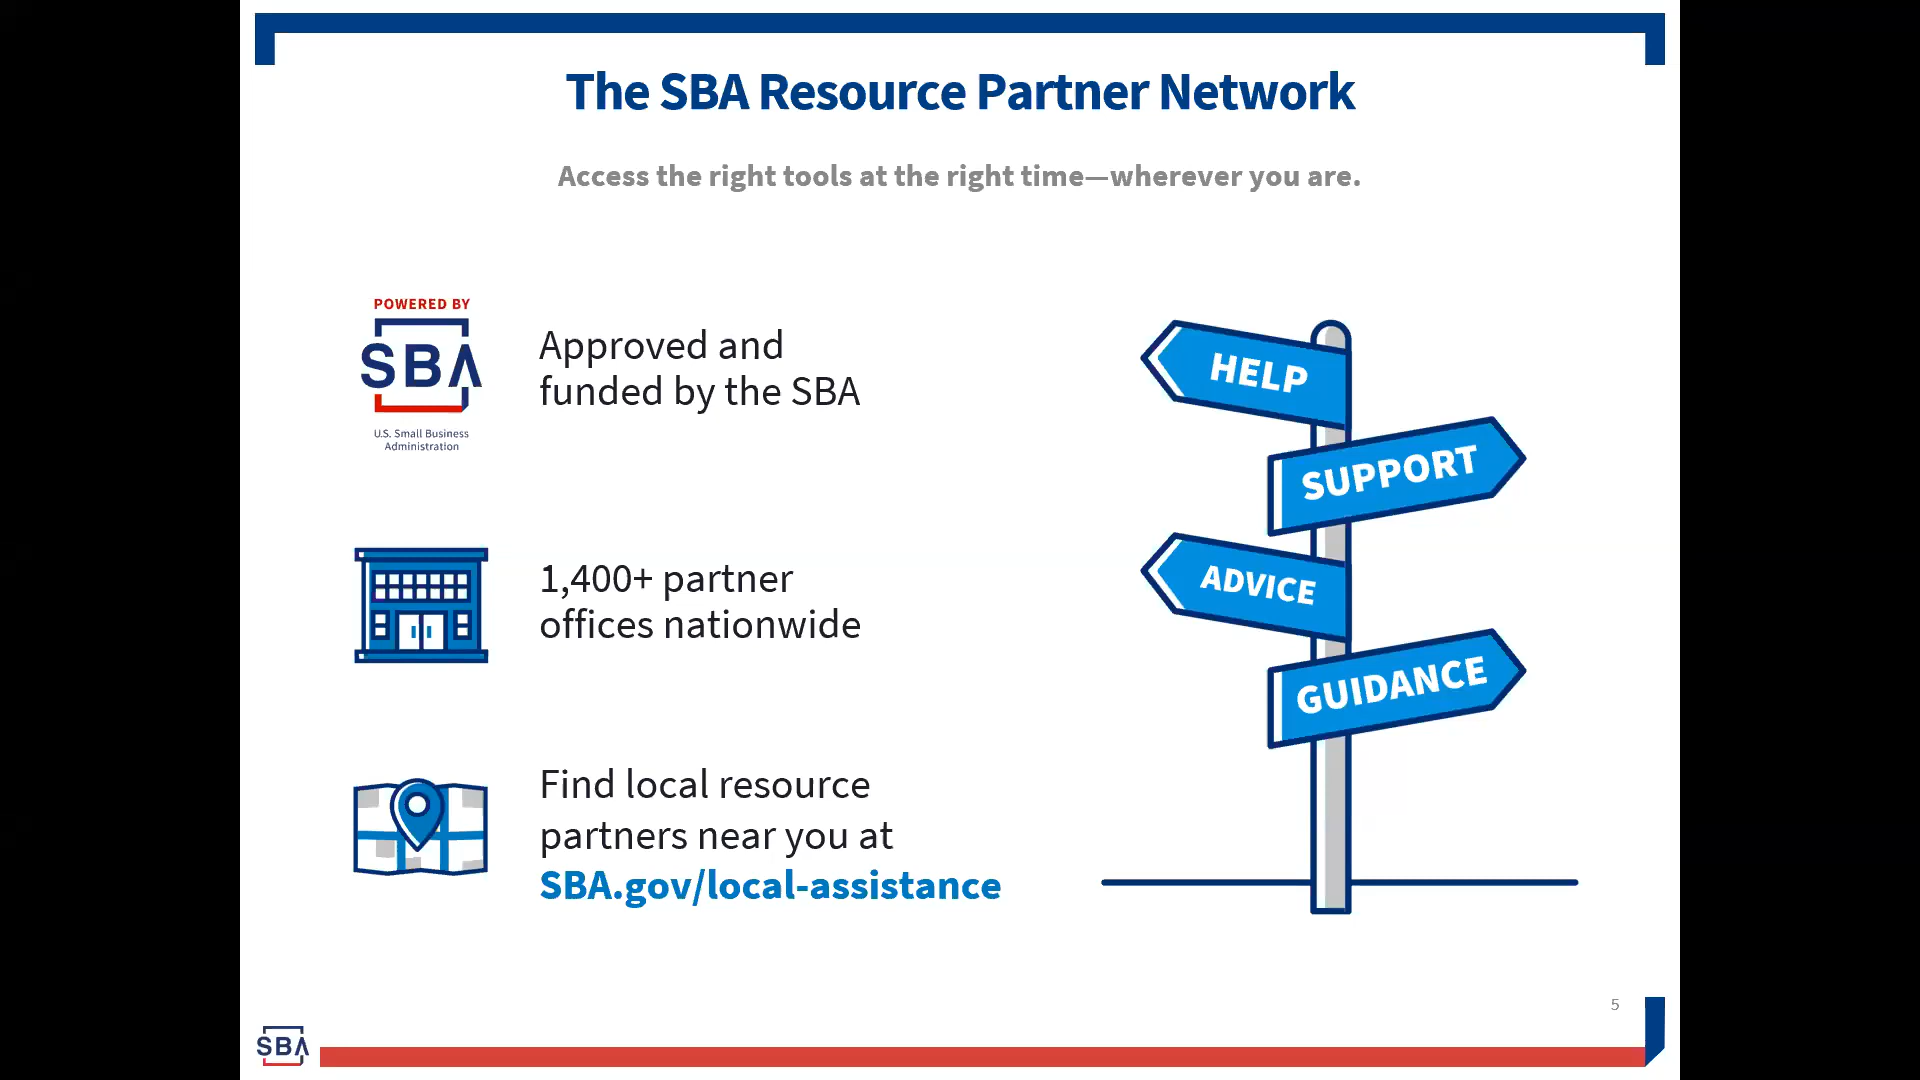 The SBA Resource Partner Network
Access the right tools at the right time—wherever you are.
POWERED BY
SBA
U.S. Small Business
Administration
Approved and
funded by the SBA
1,400+ partner
offices nationwide
Find local resource
partners near you at
SBA.gov/local-assistance
HELP
SUPPORT
ADVICE
GUIDANCE
5
SBA